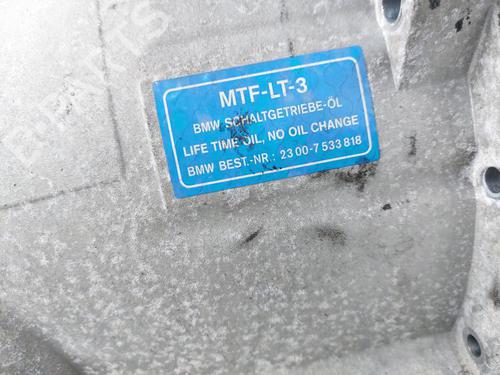 MTF-LT-3
BMW SCHALTGETRIEBE-ÖL
LIFE TIME OIL, NO OIL CHANGE
BMW BEST.-NR.: 23 00-7 533 818